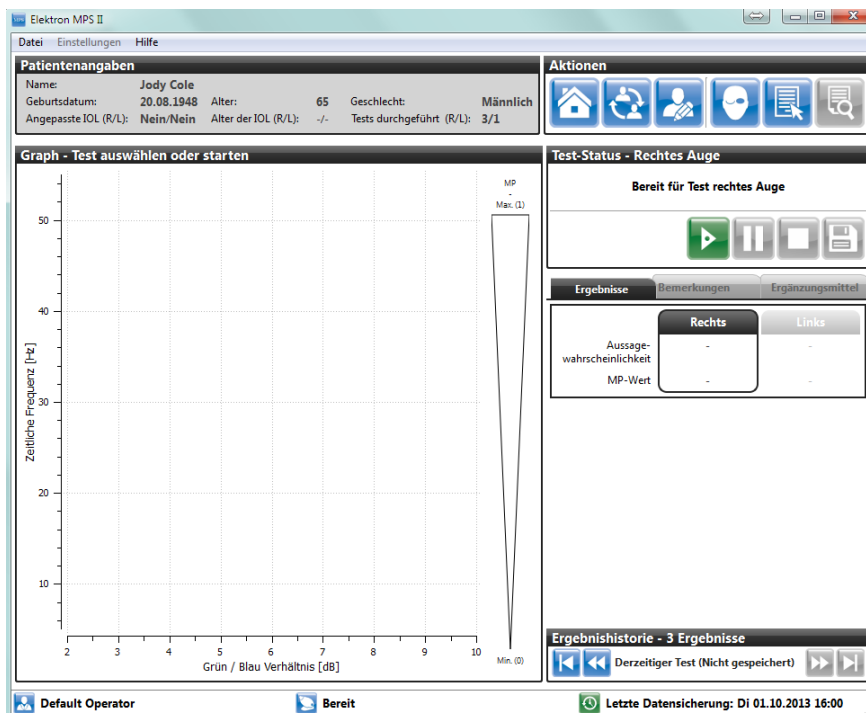 Elektron MPS II
Datei Einstellungen Hilfe
Patientenangaben
Name: Jody Cole
Geburtsdatum: 20.08.1948 Alter: 65 Geschlecht: Männlich
Angepasste IOL (R/L): Nein/Nein Alter der IOL (R/L): -/- Tests durchgeführt (R/L): 3/1
Aktionen
Graph - Test auswählen oder starten
MP
-
Max. (1)
50
40
30
20
10
Zeitliche Frequenz [Hz]
2 3 4 5 6 7 8 9 10
Grün / Blau Verhältnis [dB]
Min. (0)
Test-Status - Rechtes Auge
Bereit für Test rechtes Auge
Ergebnisse Bemerkungen Ergänzungsmittel
Rechts Links
Aussage-
wahrscheinlichkeit - -
MP-Wert - -
Ergebnishistorie - 3 Ergebnisse
Derzeitiger Test (Nicht gespeichert)
Default Operator Bereit Letzte Datensicherung: Di 01.10.2013 16:00